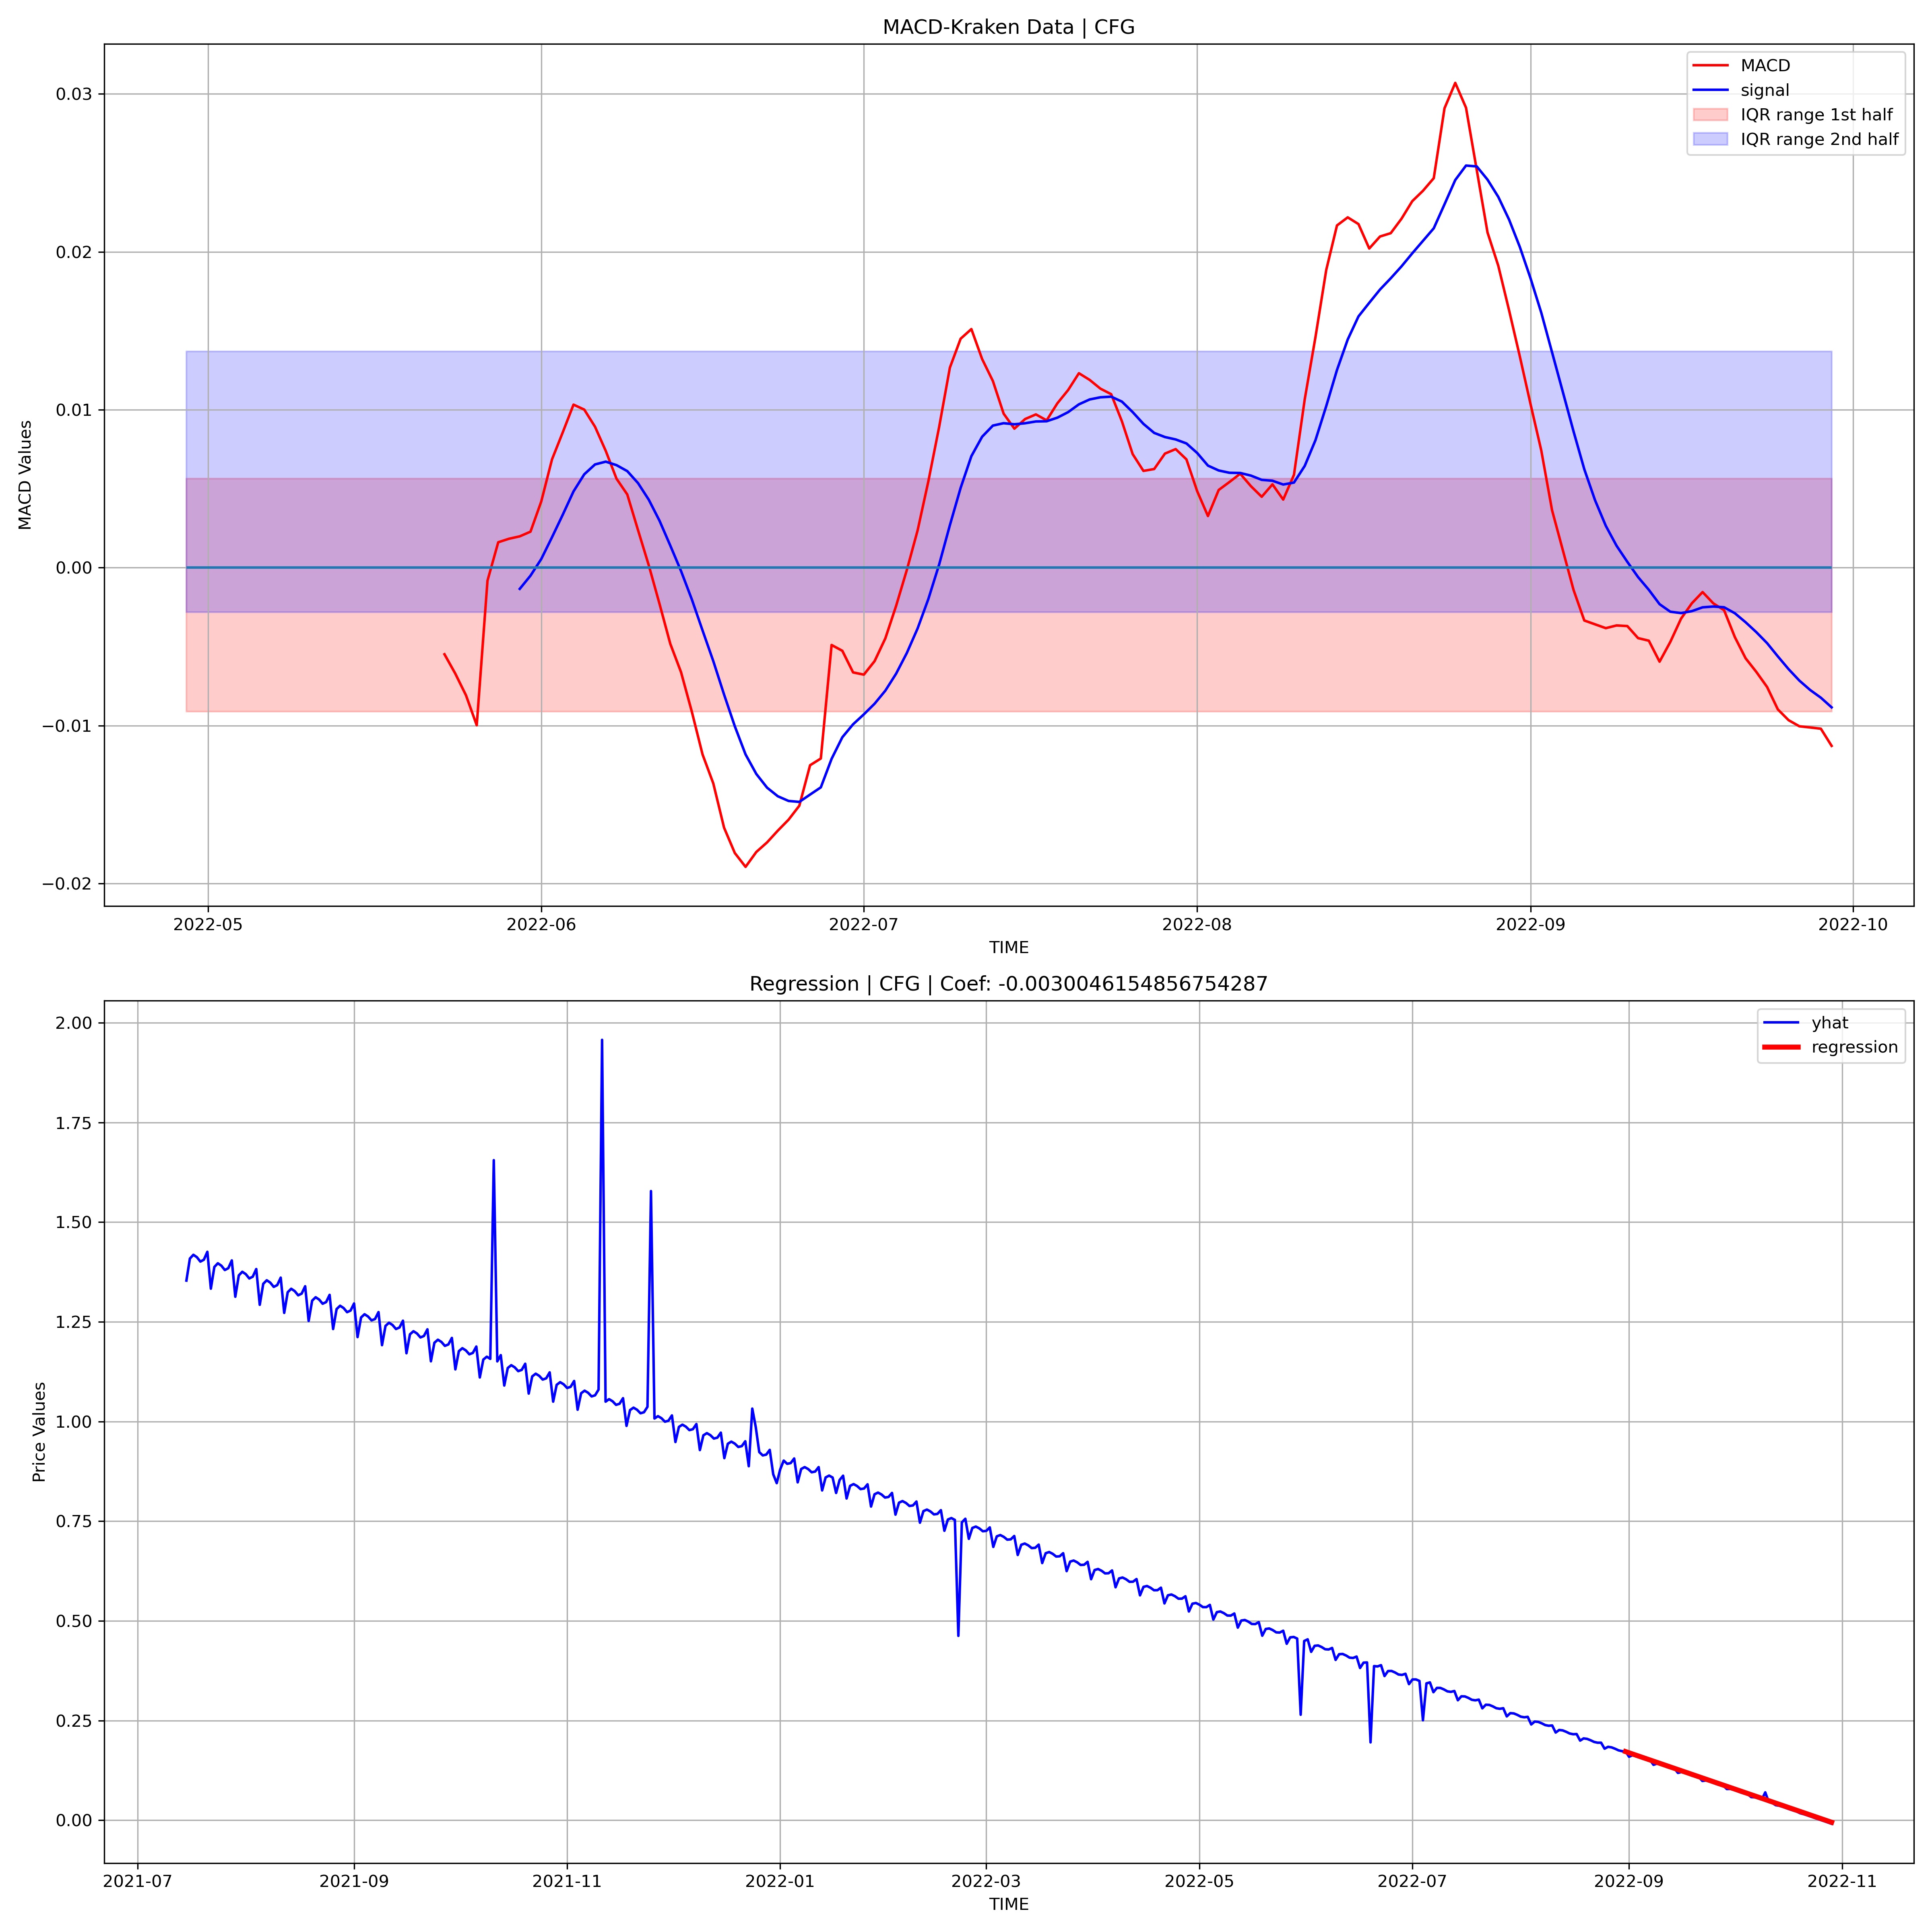 MACD-Kraken Data | CFG
MACD
signal
IQR range 1st half
IQR range 2nd half
MACD Values
0.03
0.02
0.01
0.00
−0.01
−0.02
2022-05 2022-06 2022-07 2022-08 2022-09 2022-10
TIME
Regression | CFG | Coef: -0.0030046154856754287
yhat
regression
Price Values
2.00
1.75
1.50
1.25
1.00
0.75
0.50
0.25
0.00
2021-07 2021-09 2021-11 2022-01 2022-03 2022-05 2022-07 2022-09 2022-11
TIME